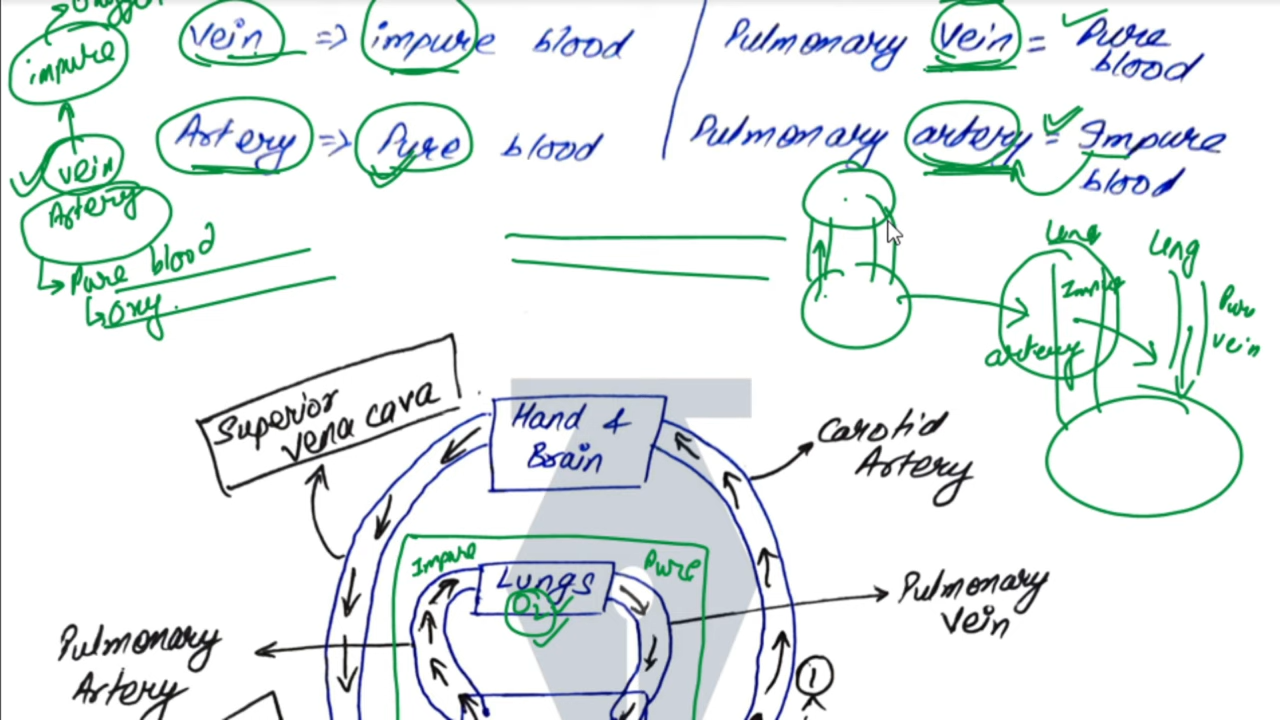 Oxygen
impure
vein
Artery
Pure blood
Oxy.
vein => impure blood
Artery => Pure blood
Pulmonary vein = Pure blood
Pulmonary artery = Impure blood
Lung
Lung
Impure
artery
Pure
vein
Superior
vena cava
Hand &
Brain
Carotid
Artery
Impure
Pure
Lungs
Pulmonary
vein
Pulmonary
Artery
1